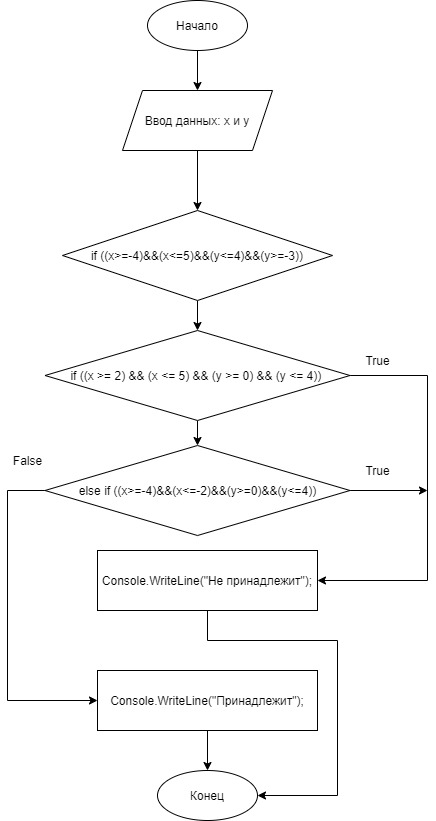 Начало
Ввод данных: x и y
if ((x>=-4)&&(x<=5)&&(y<=4)&&(y>=-3))
if ((x >= 2) && (x <= 5) && (y >= 0) && (y <= 4))
True
False
else if ((x>=-4)&&(x<=-2)&&(y>=0)&&(y<=4))
True
Console.WriteLine("Не принадлежит");
Console.WriteLine("Принадлежит");
Конец